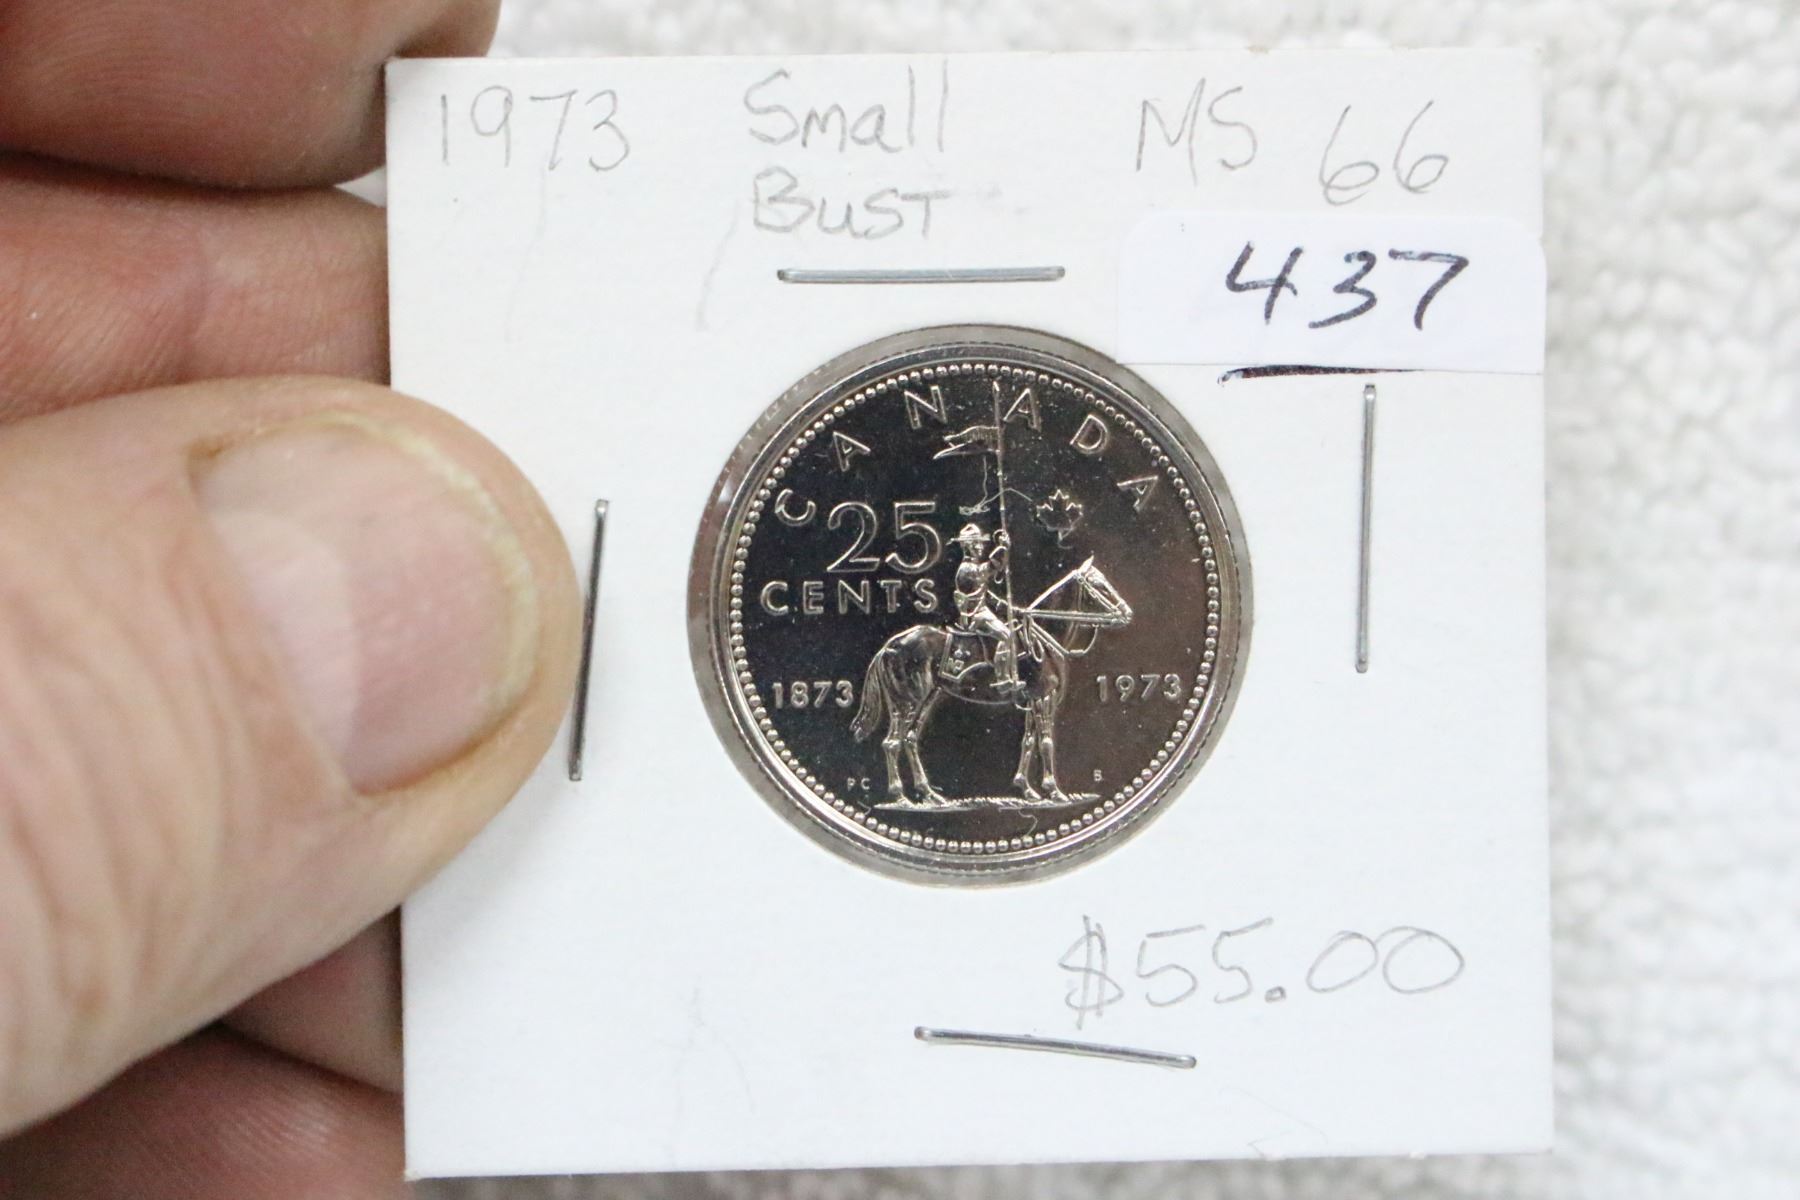 1973 Small MS 66
Bust
437
CANADA
25
CENTS
1873 1973
PC B
$55.00